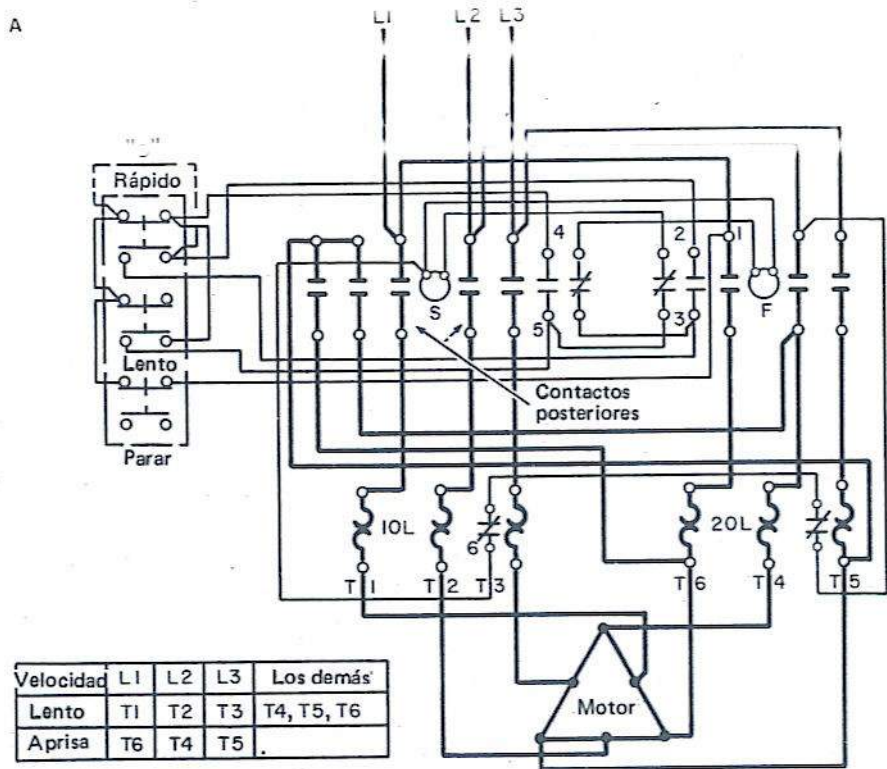 A
L1 L2 L3
Rápido
Lento
Parar
4 2 1
S F
5 3
Contactos
posteriores
1OL 2OL
6
T1 T2 T3 T6 T4 T5
Motor
Velocidad L1 L2 L3 Los demás
Lento T1 T2 T3 T4, T5, T6
Aprisa T6 T4 T5 .